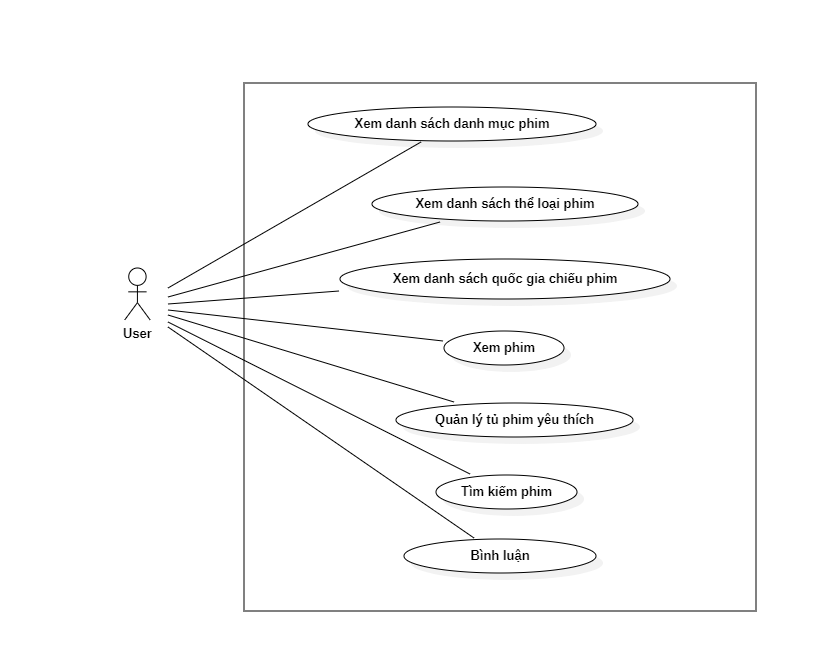 Xem danh sách danh mục phim
Xem danh sách thể loại phim
Xem danh sách quốc gia chiếu phim
User
Xem phim
Quản lý tủ phim yêu thích
Tìm kiếm phim
Bình luận